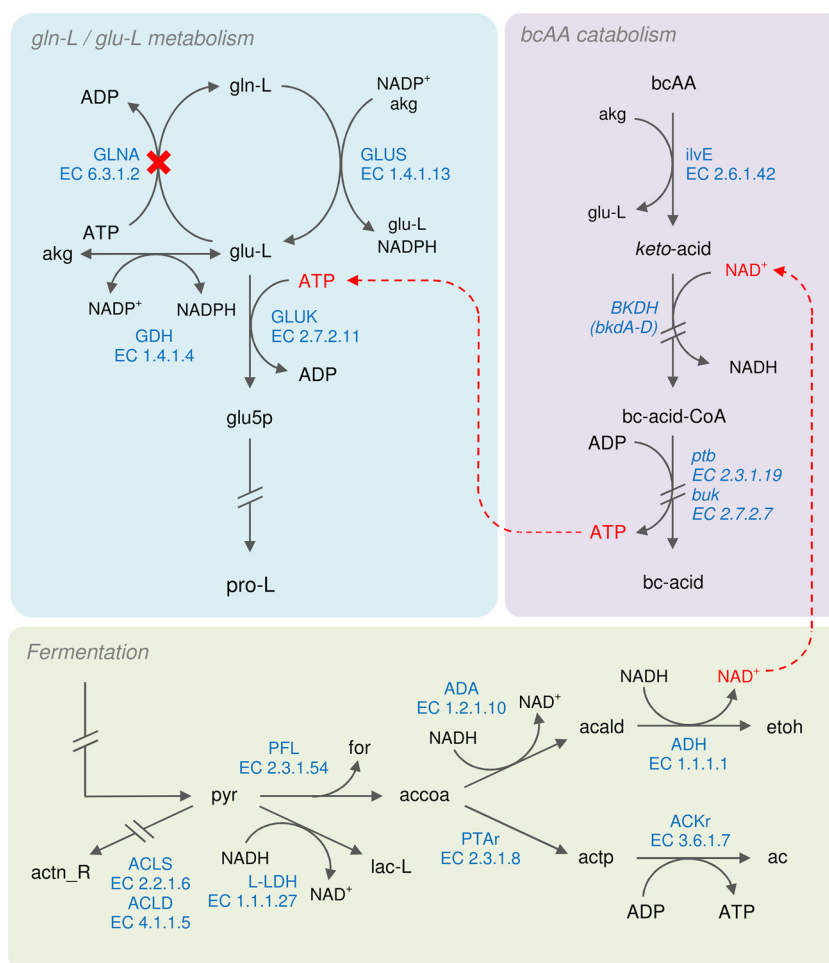 gln-L / glu-L metabolism
ADP
gln-L
NADP⁺
akg
GLNA
EC 6.3.1.2
GLUS
EC 1.4.1.13
ATP
glu-L
NADPH
akg
glu-L
NADP⁺
NADPH
GDH
EC 1.4.1.4
ATP
GLUK
EC 2.7.2.11
ADP
glu5p
pro-L
bcAA catabolism
bcAA
akg
ilvE
EC 2.6.1.42
glu-L
keto-acid
NAD⁺
BKDH
(bkdA-D)
NADH
bc-acid-CoA
ADP
ptb
EC 2.3.1.19
buk
EC 2.7.2.7
ATP
bc-acid
Fermentation
ADA
EC 1.2.1.10
NAD⁺
NADH
NADH
NAD⁺
acald
etoh
ADH
EC 1.1.1.1
PFL
EC 2.3.1.54
for
pyr
accoa
actn_R
ACLS
EC 2.2.1.6
ACLD
EC 4.1.1.5
NADH
L-LDH
EC 1.1.1.27
NAD⁺
lac-L
PTAr
EC 2.3.1.8
actp
ACKr
EC 3.6.1.7
ac
ADP
ATP